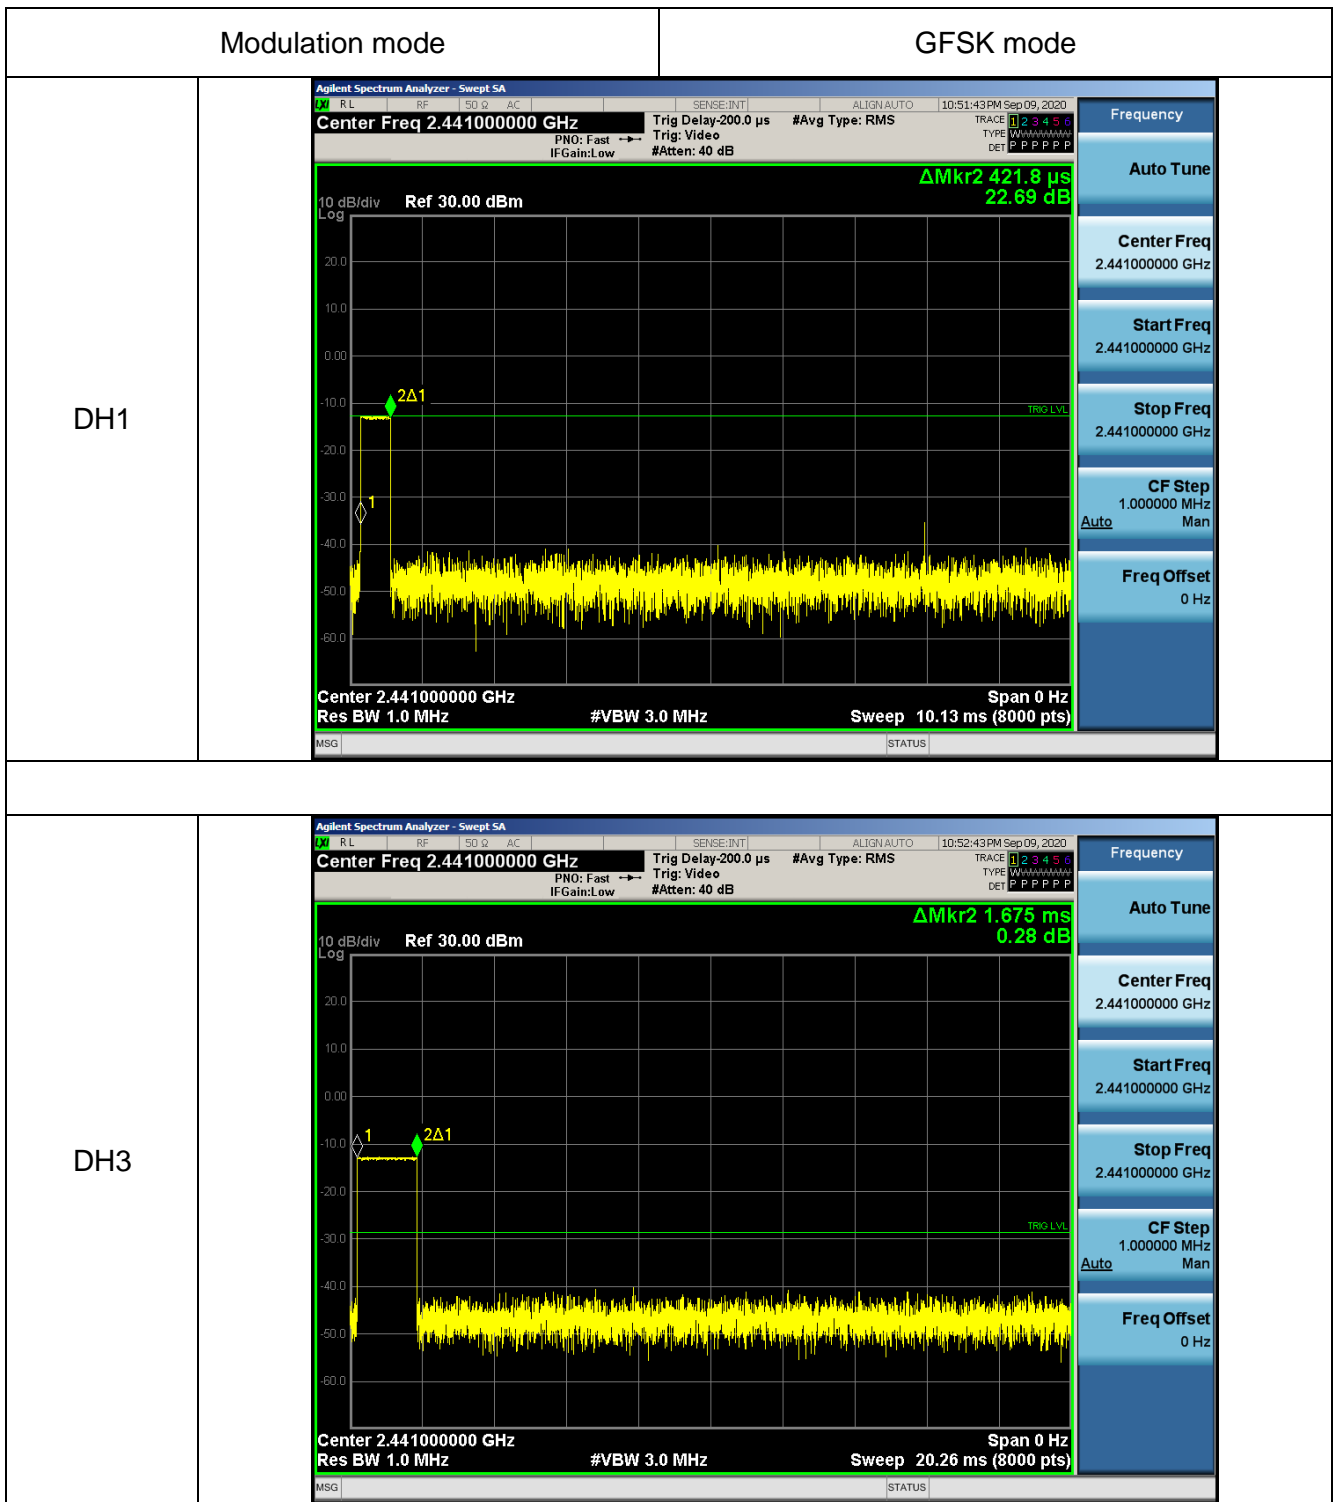 Modulation mode GFSK mode
DH1
Agilent Spectrum Analyzer - Swept SA
LXI RL RF 50 Ω AC SENSE:INT ALIGN AUTO 10:51:43 PM Sep 09, 2020
Center Freq 2.441000000 GHz Trig Delay-200.0 µs #Avg Type: RMS TRACE 1 2 3 4 5 6
PNO: Fast Trig: Video TYPE WWWWWW
IFGain:Low #Atten: 40 dB DET P P P P P P
ΔMkr2 421.8 µs
22.69 dB
10 dB/div Ref 30.00 dBm
Log
20.0
10.0
0.00
-10.0
-20.0
-30.0
-40.0
-50.0
-60.0
2Δ1
TRIG LVL
1
Center 2.441000000 GHz Span 0 Hz
Res BW 1.0 MHz #VBW 3.0 MHz Sweep 10.13 ms (8000 pts)
MSG STATUS
Frequency
Auto Tune
Center Freq
2.441000000 GHz
Start Freq
2.441000000 GHz
Stop Freq
2.441000000 GHz
CF Step
1.000000 MHz
Auto Man
Freq Offset
0 Hz
DH3
Agilent Spectrum Analyzer - Swept SA
LXI RL RF 50 Ω AC SENSE:INT ALIGN AUTO 10:52:43 PM Sep 09, 2020
Center Freq 2.441000000 GHz Trig Delay-200.0 µs #Avg Type: RMS TRACE 1 2 3 4 5 6
PNO: Fast Trig: Video TYPE WWWWWW
IFGain:Low #Atten: 40 dB DET P P P P P P
ΔMkr2 1.675 ms
0.28 dB
10 dB/div Ref 30.00 dBm
Log
20.0
10.0
0.00
-10.0
-20.0
-30.0
-40.0
-50.0
-60.0
1 2Δ1
TRIG LVL
Center 2.441000000 GHz Span 0 Hz
Res BW 1.0 MHz #VBW 3.0 MHz Sweep 20.26 ms (8000 pts)
MSG STATUS
Frequency
Auto Tune
Center Freq
2.441000000 GHz
Start Freq
2.441000000 GHz
Stop Freq
2.441000000 GHz
CF Step
1.000000 MHz
Auto Man
Freq Offset
0 Hz